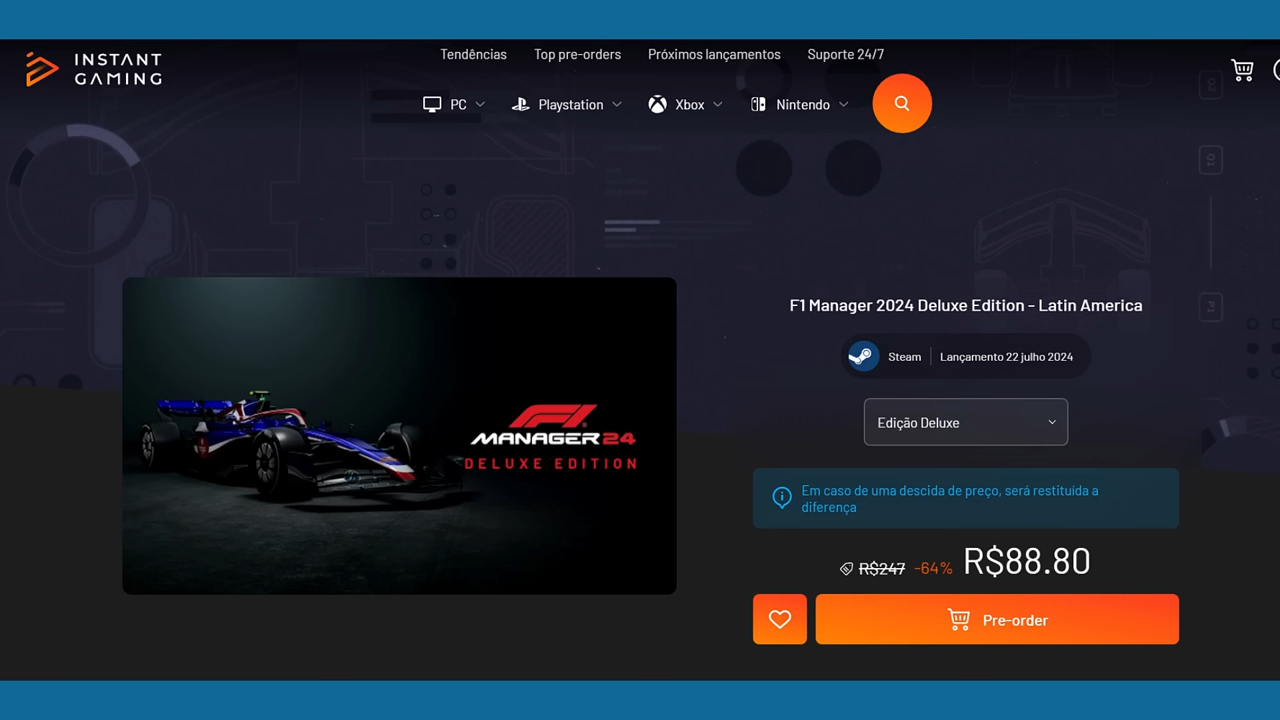 INSTANT
GAMING
Tendências Top pre-orders Próximos lançamentos Suporte 24/7
PC Playstation Xbox Nintendo
F1 Manager 2024 Deluxe Edition - Latin America
Steam Lançamento 22 julho 2024
Edição Deluxe
F1
MANAGER24
DELUXE EDITION
Em caso de uma descida de preço, será restituída a
diferença
R$247 -64% R$88.80
Pre-order